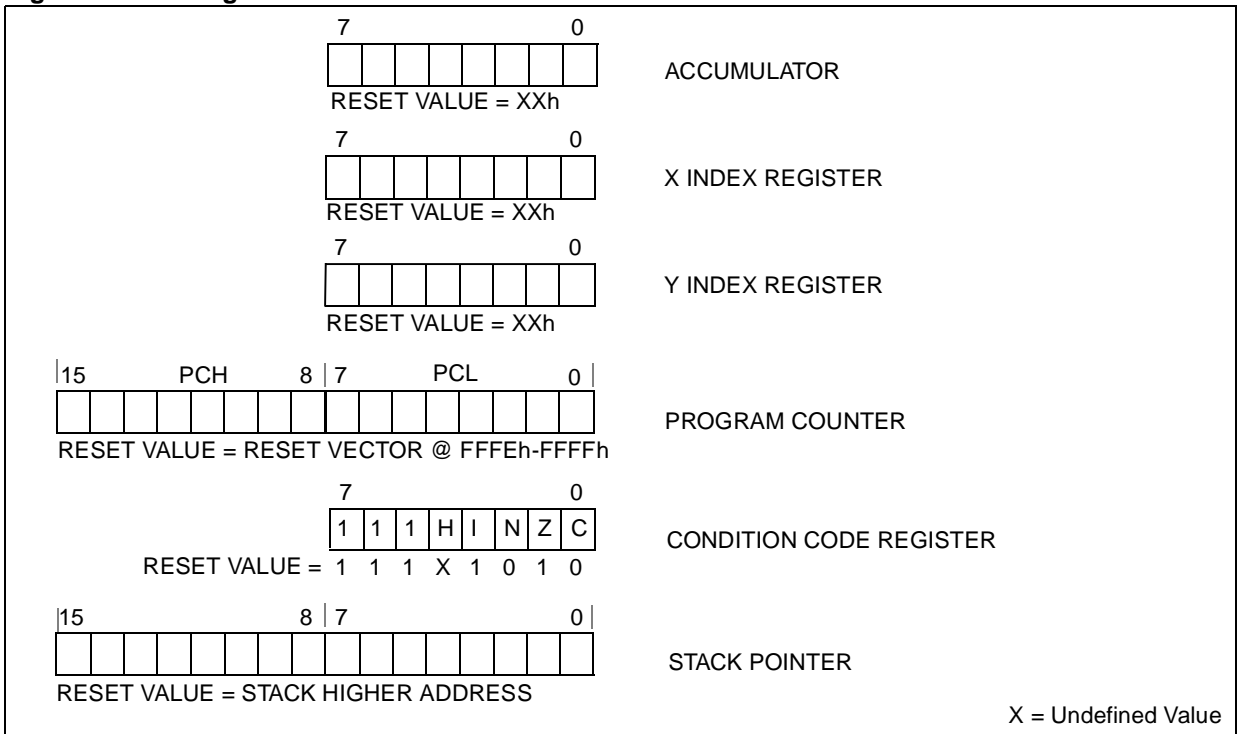 7 0
ACCUMULATOR
RESET VALUE = XXh
7 0
X INDEX REGISTER
RESET VALUE = XXh
7 0
Y INDEX REGISTER
RESET VALUE = XXh
15 PCH 8 7 PCL 0
PROGRAM COUNTER
RESET VALUE = RESET VECTOR @ FFFEh-FFFFh
7 0
1 1 1 H I N Z C
CONDITION CODE REGISTER
RESET VALUE = 1 1 1 X 1 0 1 0
15 8 7 0
STACK POINTER
RESET VALUE = STACK HIGHER ADDRESS
X = Undefined Value